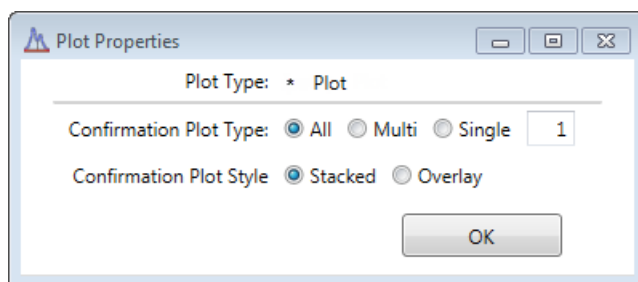 Plot Properties
Plot Type: * Plot
Confirmation Plot Type: All Multi Single 1
Confirmation Plot Style Stacked Overlay
OK